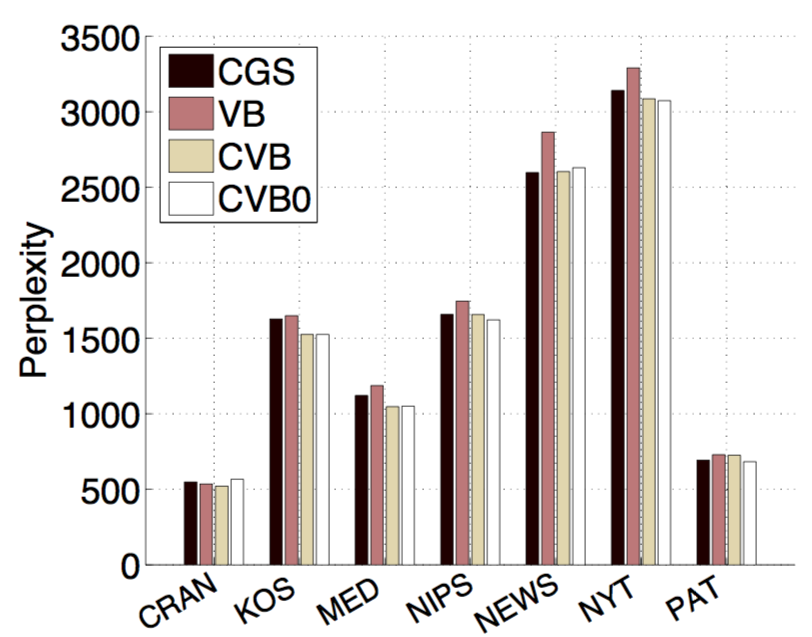 3500
3000
2500
2000
1500
1000
500
0
Perplexity
CGS
VB
CVB
CVB0
CRAN
KOS
MED
NIPS
NEWS
NYT
PAT